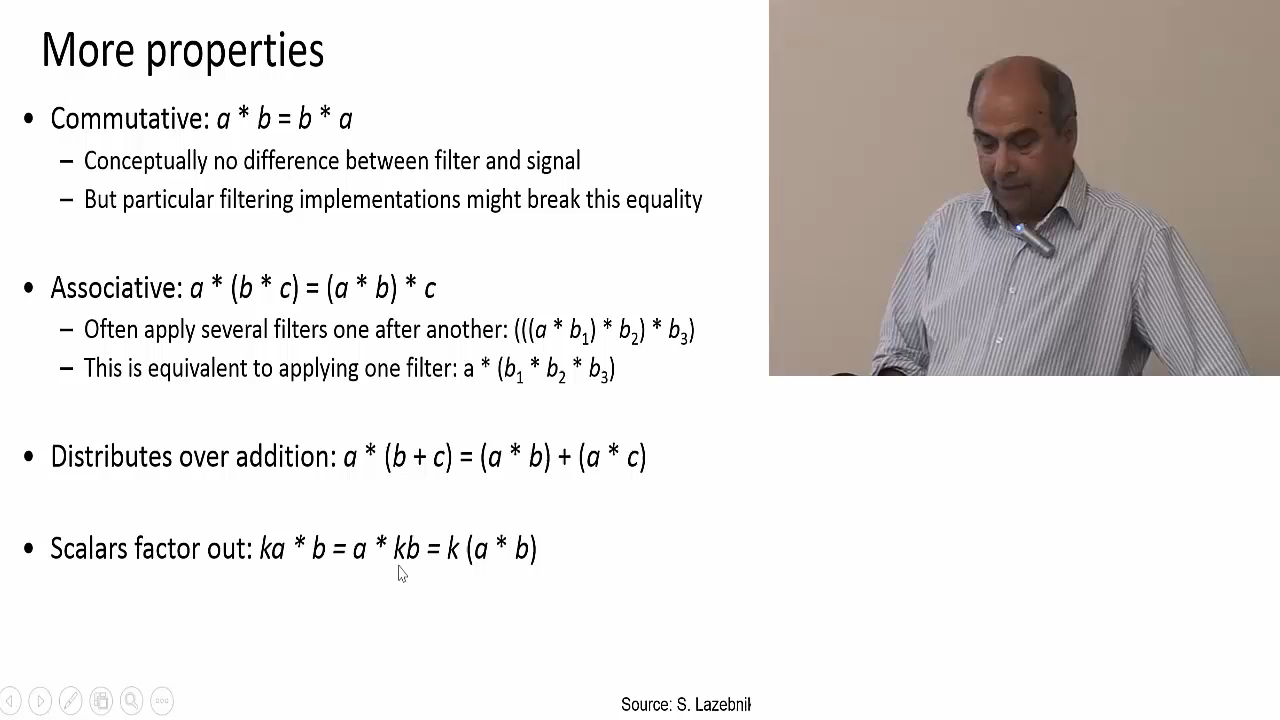 More properties
• Commutative: a * b = b * a
– Conceptually no difference between filter and signal
– But particular filtering implementations might break this equality
• Associative: a * (b * c) = (a * b) * c
– Often apply several filters one after another: (((a * b₁) * b₂) * b₃)
– This is equivalent to applying one filter: a * (b₁ * b₂ * b₃)
• Distributes over addition: a * (b + c) = (a * b) + (a * c)
• Scalars factor out: ka * b = a * kb = k (a * b)
Source: S. Lazebnik